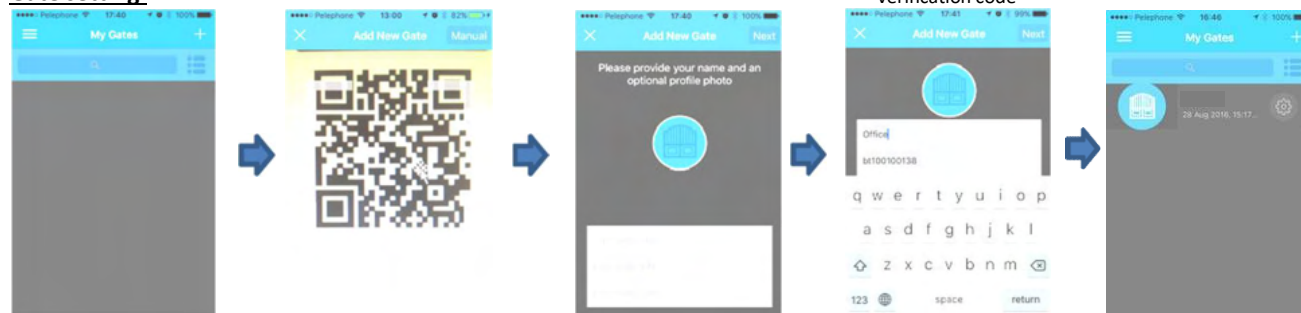 verification code
Pelephone 17:40 100%
My Gates
Pelephone 13:00 82%
Add New Gate Manual
Pelephone 17:40 100%
Add New Gate Next
Please provide your name and an
optional profile photo
Pelephone 17:41 99%
Add New Gate Next
Office
bt100100138
q w e r t y u i o p
a s d f g h j k l
z x c v b n m
123 space return
Pelephone 16:46 100%
My Gates
28 Aug 2016, 15:17...